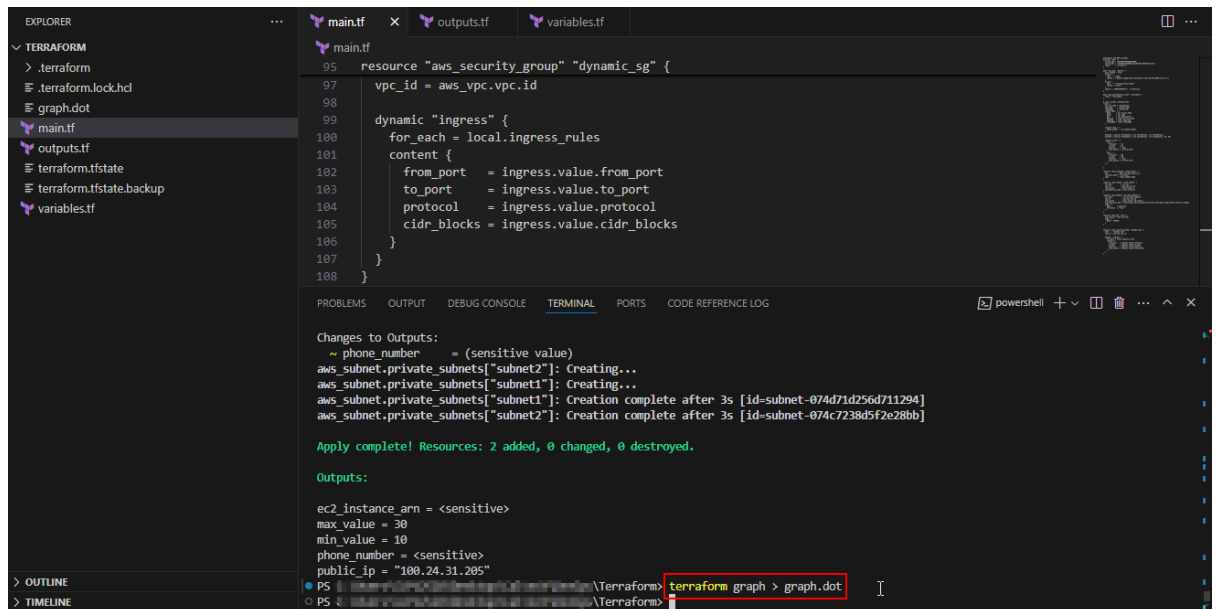 EXPLORER ...
TERRAFORM
.terraform
.terraform.lock.hcl
graph.dot
main.tf
outputs.tf
terraform.tfstate
terraform.tfstate.backup
variables.tf
OUTLINE
TIMELINE
main.tf outputs.tf variables.tf
main.tf
95 resource "aws_security_group" "dynamic_sg" {
97 vpc_id = aws_vpc.vpc.id
98
99 dynamic "ingress" {
100 for_each = local.ingress_rules
101 content {
102 from_port = ingress.value.from_port
103 to_port = ingress.value.to_port
104 protocol = ingress.value.protocol
105 cidr_blocks = ingress.value.cidr_blocks
106 }
107 }
108 }
PROBLEMS OUTPUT DEBUG CONSOLE TERMINAL PORTS CODE REFERENCE LOG powershell
Changes to Outputs:
~ phone_number = (sensitive value)
aws_subnet.private_subnets["subnet2"]: Creating...
aws_subnet.private_subnets["subnet1"]: Creating...
aws_subnet.private_subnets["subnet1"]: Creation complete after 3s [id=subnet-074d71d256d711294]
aws_subnet.private_subnets["subnet2"]: Creation complete after 3s [id=subnet-074c7238d5f2e28bb]
Apply complete! Resources: 2 added, 0 changed, 0 destroyed.
Outputs:
ec2_instance_arn = <sensitive>
max_value = 30
min_value = 10
phone_number = <sensitive>
public_ip = "100.24.31.205"
PS \Terraform> terraform graph > graph.dot
PS \Terraform>